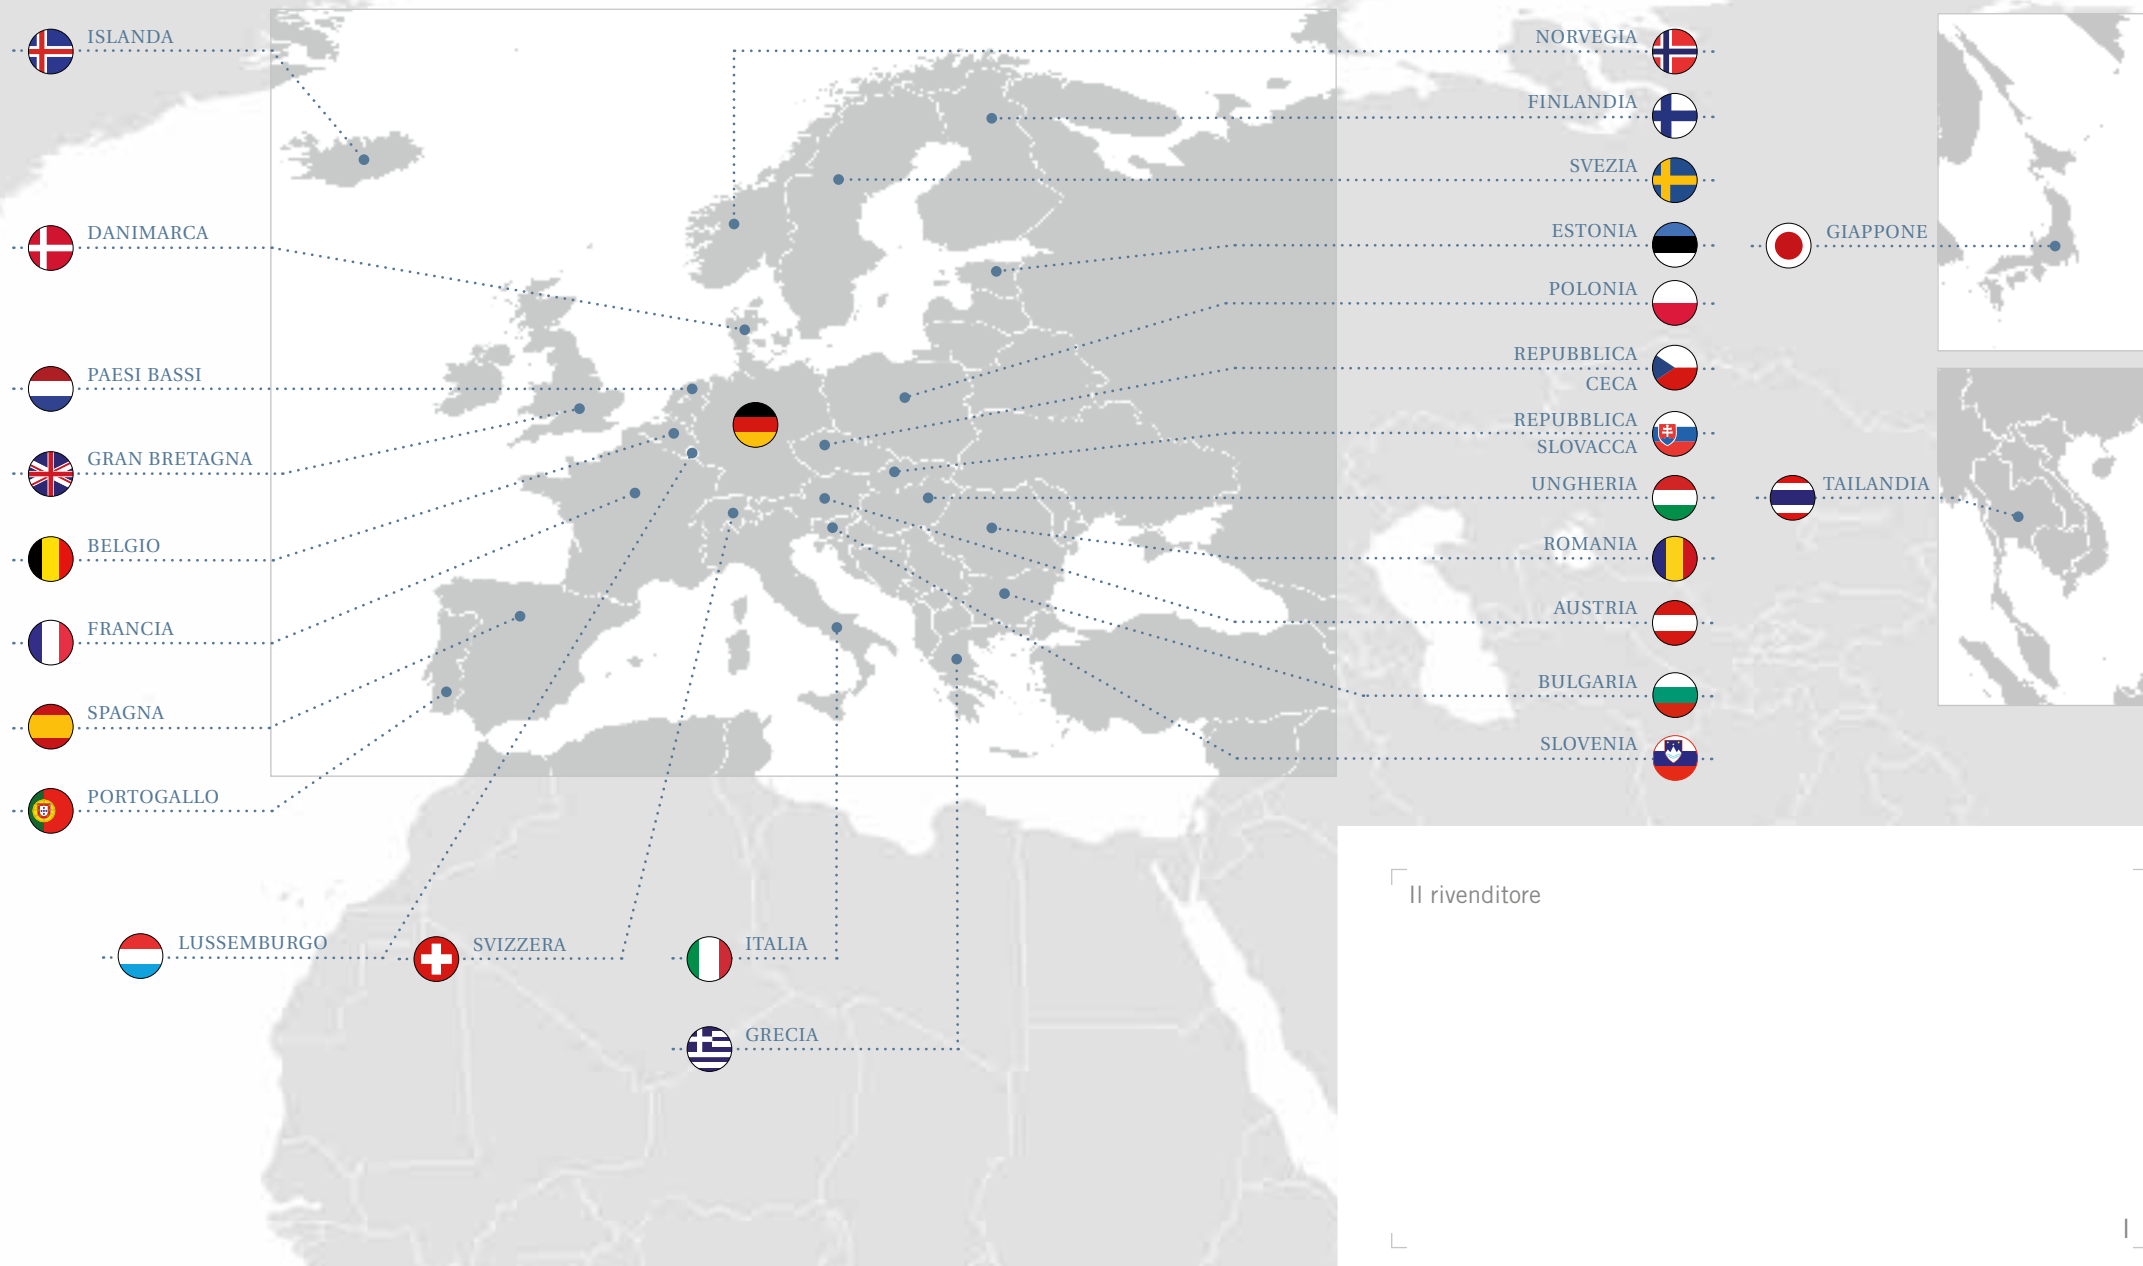 ISLANDA
DANIMARCA
PAESI BASSI
GRAN BRETAGNA
BELGIO
FRANCIA
SPAGNA
PORTOGALLO
LUSSEMBURGO
SVIZZERA
ITALIA
GRECIA
NORVEGIA
FINLANDIA
SVEZIA
ESTONIA
POLONIA
REPUBBLICA
CECA
REPUBBLICA
SLOVACCA
UNGHERIA
ROMANIA
AUSTRIA
BULGARIA
SLOVENIA
GIAPPONE
TAILANDIA
Il rivenditore